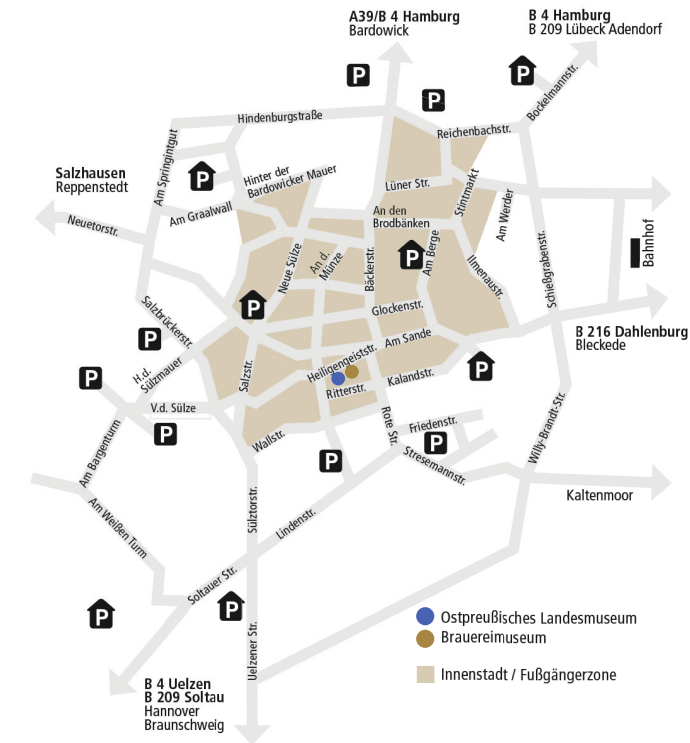 A39/B 4 Hamburg
Bardowick
B 4 Hamburg
B 209 Lübeck Adendorf
P
P
P
Bockelmannstr.
Hindenburgstraße
Reichenbachstr.
Am Springintgut
P
Hinter der
Bardowicker Mauer
Salzhausen
Reppenstedt
Lüner Str.
Stintmarkt
Am Werder
Am Graalwall
An den
Brodbänken
Neuetorstr.
Neue Sülze
An d.
Münze
Bäckerstr.
P
Am Berge
Ilmenaustr.
Schießgrabenstr.
Bahnhof
P
Salzbrückerstr.
Glockenstr.
Am Sande
B 216 Dahlenburg
Bleckede
P
H.d.
Sülzmauer
P
Salzstr.
Heiligengeiststr.
Ritterstr.
Kalandstr.
P
V.d. Sülze
P
Wallstr.
Rote Str.
Friedenstr.
P
Stresemannstr.
Willy-Brandt-Str.
Am Bargenturm
P
Kaltenmoor
Am Weißen Turm
Sülztorstr.
Lindenstr.
Soltauer Str.
P
P
Uelzener Str.
Ostpreußisches Landesmuseum
Brauereimuseum
Innenstadt / Fußgängerzone
B 4 Uelzen
B 209 Soltau
Hannover
Braunschweig